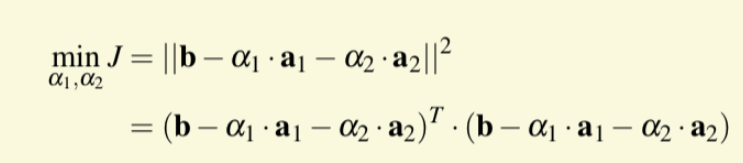 min J = ||b − α₁ · a₁ − α₂ · a₂||²
α₁,α₂
= (b − α₁ · a₁ − α₂ · a₂)ᵀ · (b − α₁ · a₁ − α₂ · a₂)